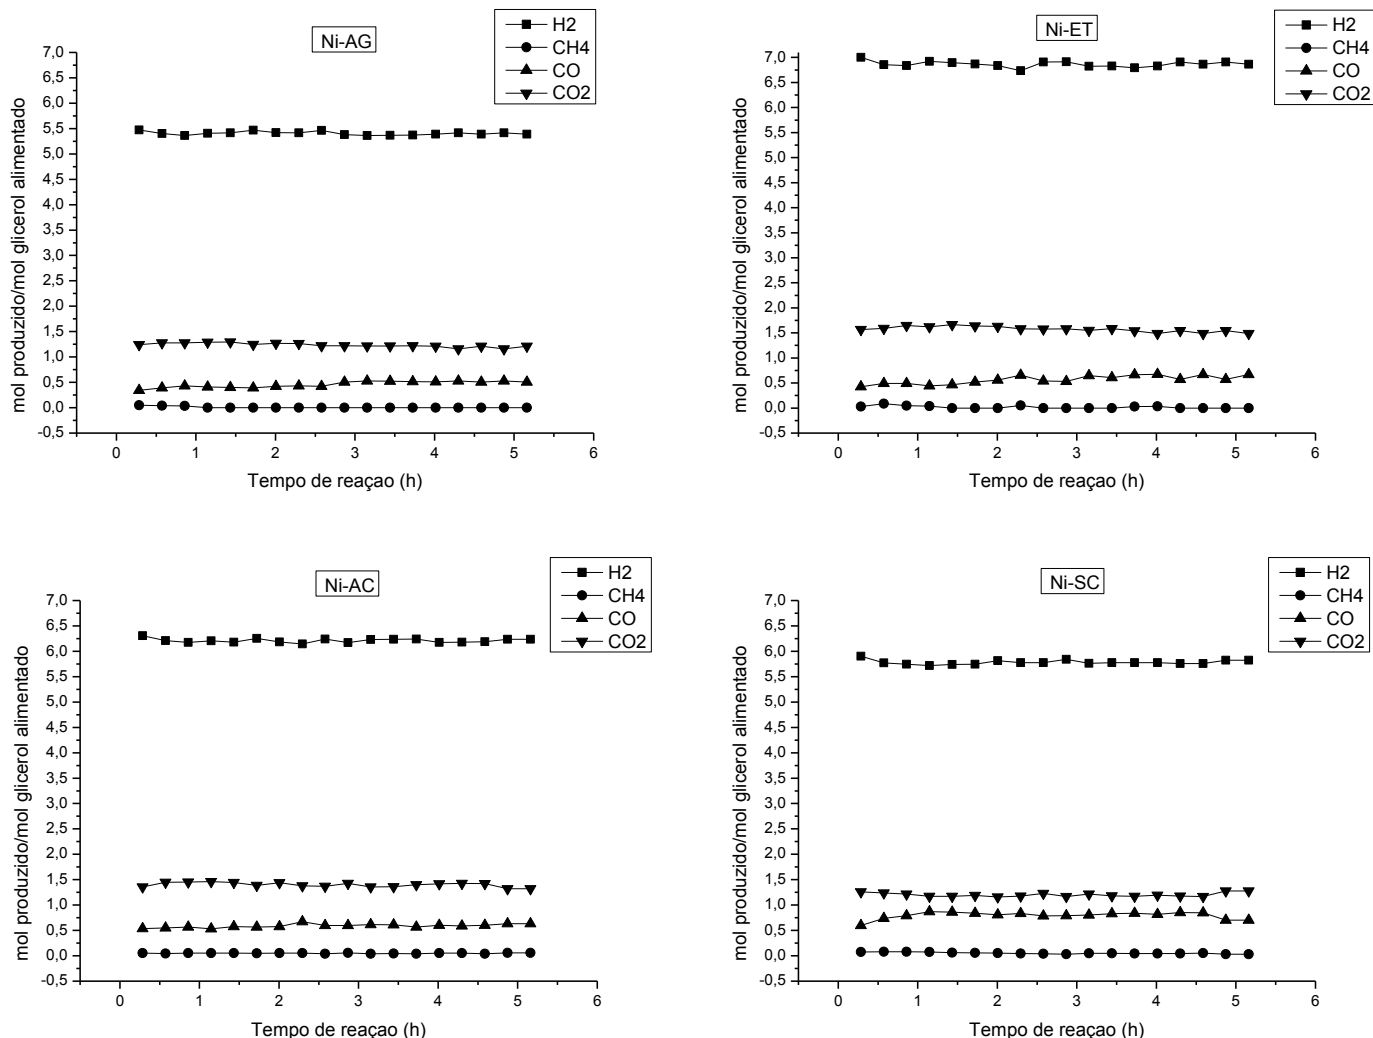 Ni-AG
H2
CH4
CO
CO2
7,0
6,5
6,0
5,5
5,0
4,5
4,0
3,5
3,0
2,5
2,0
1,5
1,0
0,5
0,0
-0,5
mol produzido/mol glicerol alimentado
0 1 2 3 4 5 6
Tempo de reaçao (h)
Ni-ET
H2
CH4
CO
CO2
7,0
6,5
6,0
5,5
5,0
4,5
4,0
3,5
3,0
2,5
2,0
1,5
1,0
0,5
0,0
-0,5
mol produzido/mol glicerol alimentado
0 1 2 3 4 5 6
Tempo de reaçao (h)
Ni-AC
H2
CH4
CO
CO2
7,0
6,5
6,0
5,5
5,0
4,5
4,0
3,5
3,0
2,5
2,0
1,5
1,0
0,5
0,0
-0,5
mol produzido/mol glicerol alimentado
0 1 2 3 4 5 6
Tempo de reaçao (h)
Ni-SC
H2
CH4
CO
CO2
7,0
6,5
6,0
5,5
5,0
4,5
4,0
3,5
3,0
2,5
2,0
1,5
1,0
0,5
0,0
-0,5
mol produzido/mol glicerol alimentado
0 1 2 3 4 5 6
Tempo de reaçao (h)